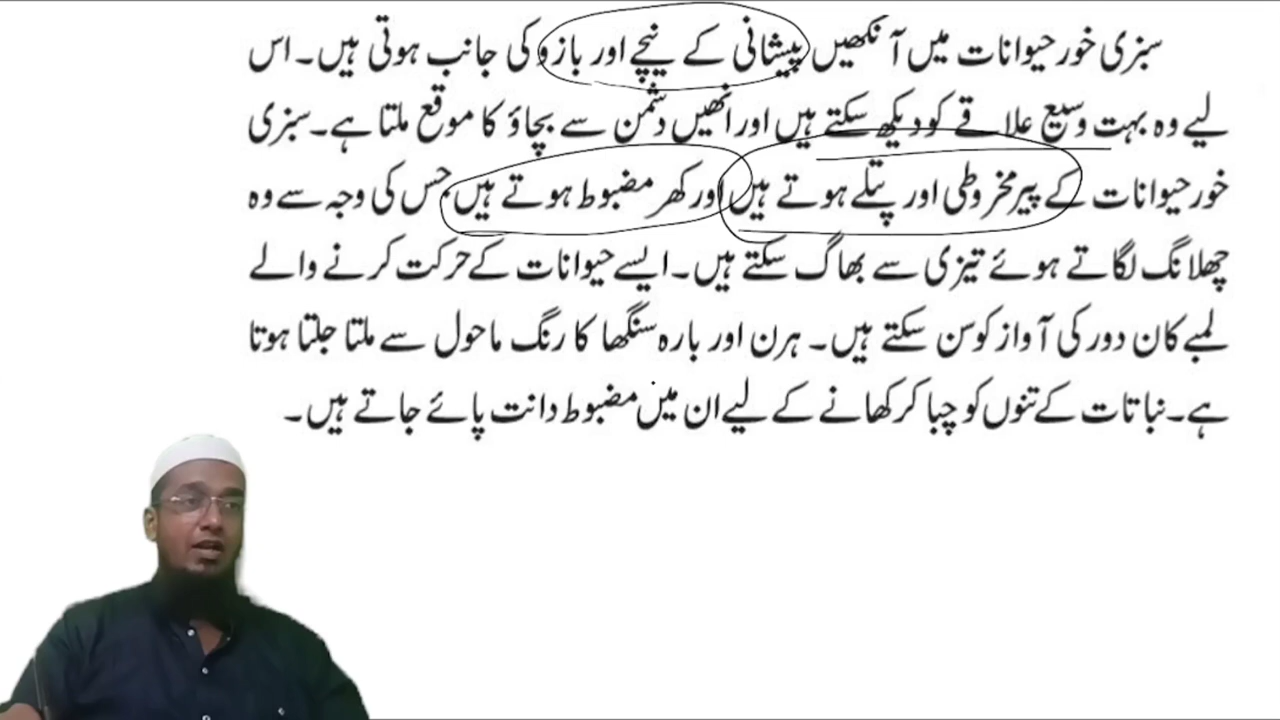 سبزی خور حیوانات میں آنکھیں پیشانی کے نیچے اور بازو کی جانب ہوتی ہیں۔ اس
لیے وہ بہت وسیع علاقے کو دیکھ سکتے ہیں اور انھیں دشمن سے بچاؤ کا موقع ملتا ہے۔ سبزی
خور حیوانات کے پیر مخروطی اور پتلے ہوتے ہیں اور کھر مضبوط ہوتے ہیں جس کی وجہ سے وہ
چھلانگ لگاتے ہوئے تیزی سے بھاگ سکتے ہیں۔ ایسے حیوانات کے حرکت کرنے والے
لمبے کان دور کی آواز کو سن سکتے ہیں۔ ہرن اور بارہ سنگھا کا رنگ ماحول سے ملتا جلتا ہوتا
ہے۔ نباتات کے تنوں کو چبا کر کھانے کے لیے ان میں مضبوط دانت پائے جاتے ہیں۔